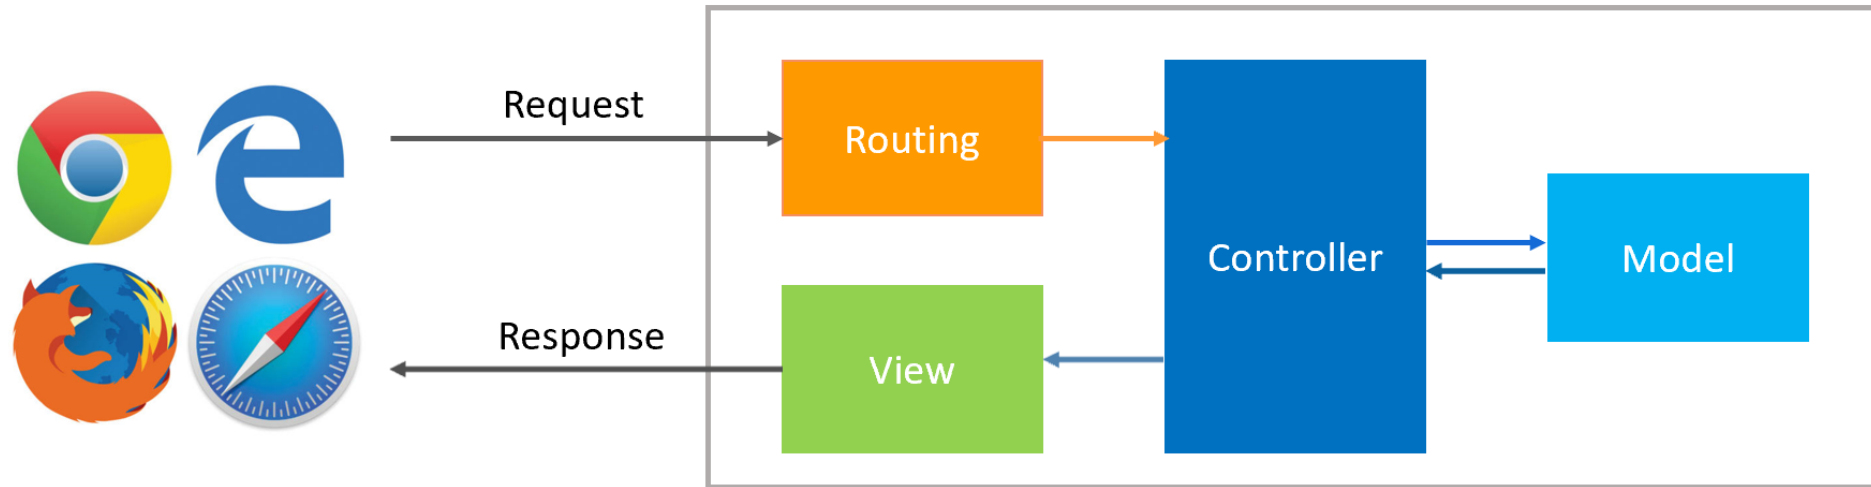 Request
Routing
Controller
Model
Response
View